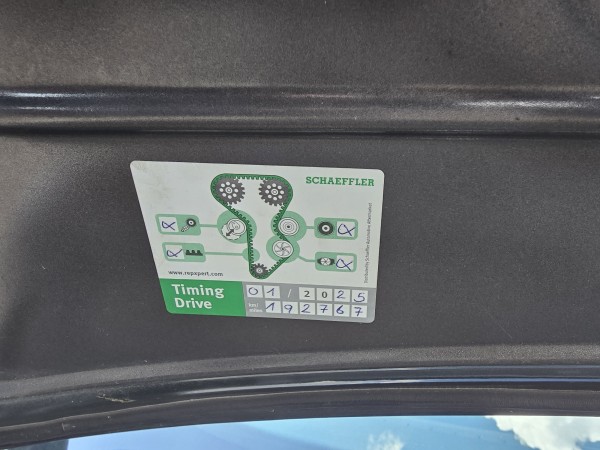 SCHAEFFLER
www.repxpert.com
Timing
Drive
01/2025
km/
miles
192767